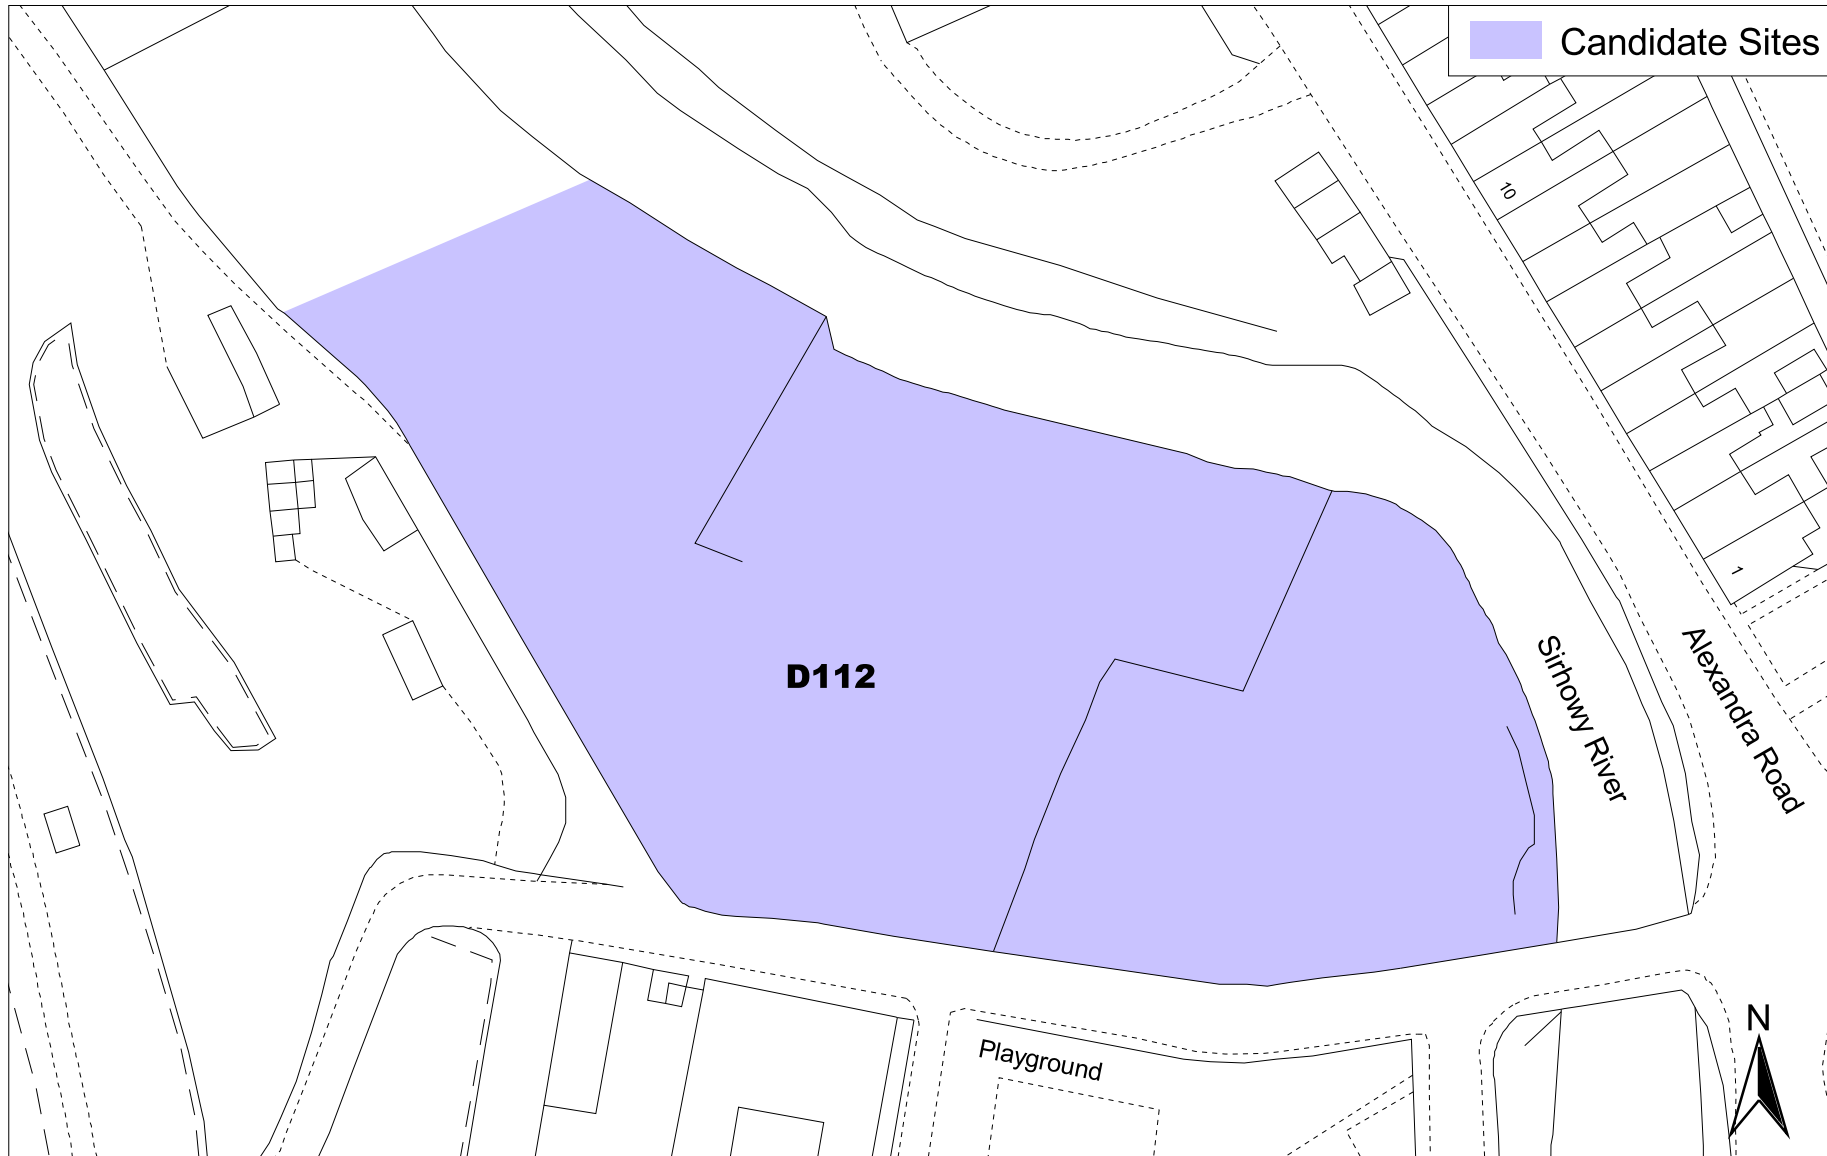 Candidate Sites
10
1
D112
Sirhowy River
Alexandra Road
N
Playground